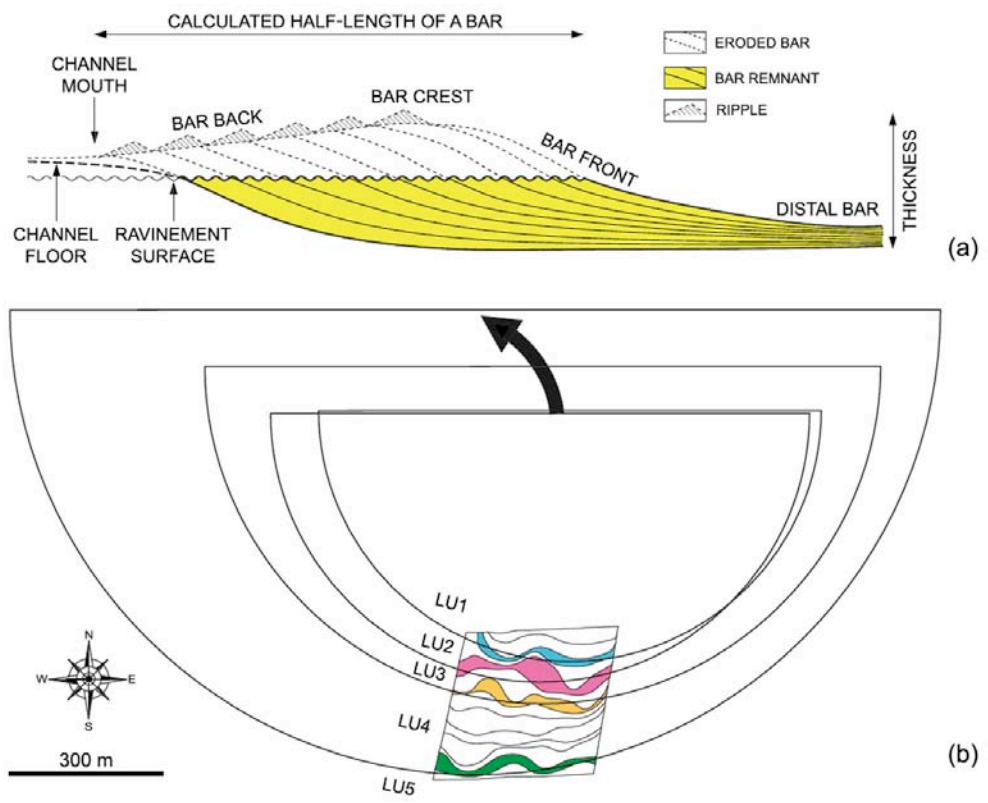 CALCULATED HALF-LENGTH OF A BAR
CHANNEL
MOUTH
BAR BACK
BAR CREST
BAR FRONT
DISTAL BAR
THICKNESS
CHANNEL
FLOOR
RAVINEMENT
SURFACE
ERODED BAR
BAR REMNANT
RIPPLE
(a)
LU1
LU2
LU3
LU4
LU5
N
W
E
S
300 m
(b)